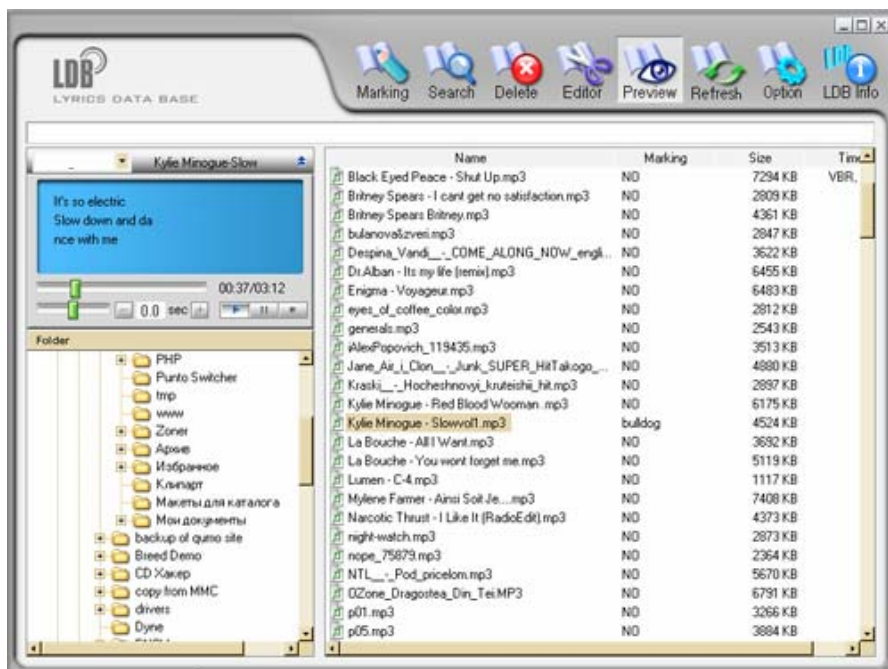 LDB
LYRICS DATA BASE
Marking Search Delete Editor Preview Refresh Option LDB Info
Kylie Minogue-Slow
It's so electric
Slow down and da
nce with me
00:37/03:12
0.0 sec
Folder
PHP
Punto Switcher
tmp
www
Zoner
Архив
Избранное
Клипарт
Макеты для каталога
Мои документы
backup of qumo site
Breed Demo
CD Хакер
copy from MMC
drivers
Dyne
Name Marking Size
Black Eyed Peace - Shut Up.mp3 NO 7294 KB VBR,
Britney Spears - I cant get no satisfaction.mp3 NO 2809 KB
Britney Spears Britney.mp3 NO 4361 KB
bulanova&zveri.mp3 NO 2847 KB
Despina_Vandi__-_COME_ALONG_NOW_engli... NO 3622 KB
Dr.Alban - Its my life (remix).mp3 NO 6455 KB
Enigma - Voyageur.mp3 NO 6483 KB
eyes_of_coffee_color.mp3 NO 2812 KB
generals.mp3 NO 2543 KB
iAlexPopovich_119435.mp3 NO 3513 KB
Jane_Air_i_Clon__-_Junk_SUPER_HitTakogo_... NO 4880 KB
Kraski__-_Hocheshnovyi_kruteishii_hit.mp3 NO 2897 KB
Kylie Minogue - Red Blood Wooman .mp3 NO 6175 KB
Kylie Minogue - Slowvol1.mp3 bulldog 4524 KB
La Bouche - All I Want.mp3 NO 3692 KB
La Bouche - You wont forget me.mp3 NO 5119 KB
Lumen - C-4.mp3 NO 1117 KB
Mylene Farmer - Ainsi Soit Je....mp3 NO 7408 KB
Narcotic Thrust - I Like It (RadioEdit).mp3 NO 4373 KB
night-watch.mp3 NO 2873 KB
nope_75879.mp3 NO 2364 KB
NTL__-_Pod_pricelom.mp3 NO 5670 KB
OZone_Dragostea_Din_Tei.MP3 NO 6791 KB
p01.mp3 NO 3266 KB
p05.mp3 NO 3884 KB